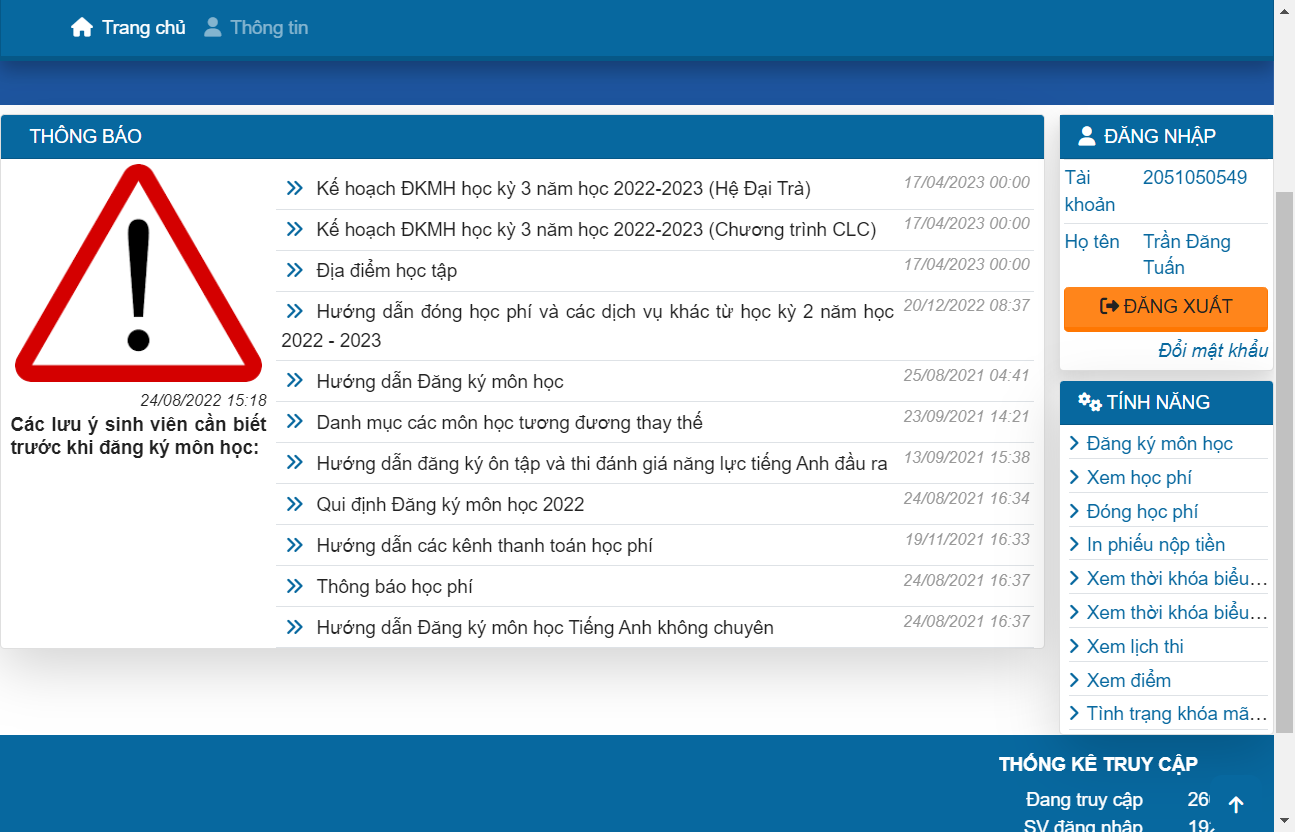 Trang chủ Thông tin
THÔNG BÁO
24/08/2022 15:18
Các lưu ý sinh viên cần biết
trước khi đăng ký môn học:
Kế hoạch ĐKMH học kỳ 3 năm học 2022-2023 (Hệ Đại Trà) 17/04/2023 00:00
Kế hoạch ĐKMH học kỳ 3 năm học 2022-2023 (Chương trình CLC) 17/04/2023 00:00
Địa điểm học tập 17/04/2023 00:00
Hướng dẫn đóng học phí và các dịch vụ khác từ học kỳ 2 năm học 20/12/2022 08:37
2022 - 2023
Hướng dẫn Đăng ký môn học 25/08/2021 04:41
Danh mục các môn học tương đương thay thế 23/09/2021 14:21
Hướng dẫn đăng ký ôn tập và thi đánh giá năng lực tiếng Anh đầu ra 13/09/2021 15:38
Qui định Đăng ký môn học 2022 24/08/2021 16:34
Hướng dẫn các kênh thanh toán học phí 19/11/2021 16:33
Thông báo học phí 24/08/2021 16:37
Hướng dẫn Đăng ký môn học Tiếng Anh không chuyên 24/08/2021 16:37
ĐĂNG NHẬP
Tài 2051050549
khoản
Họ tên Trần Đăng
Tuấn
ĐĂNG XUẤT
Đổi mật khẩu
TÍNH NĂNG
Đăng ký môn học
Xem học phí
Đóng học phí
In phiếu nộp tiền
Xem thời khóa biểu...
Xem thời khóa biểu...
Xem lịch thi
Xem điểm
Tình trạng khóa mã...
THỐNG KÊ TRUY CẬP
Đang truy cập
SV đăng nhập